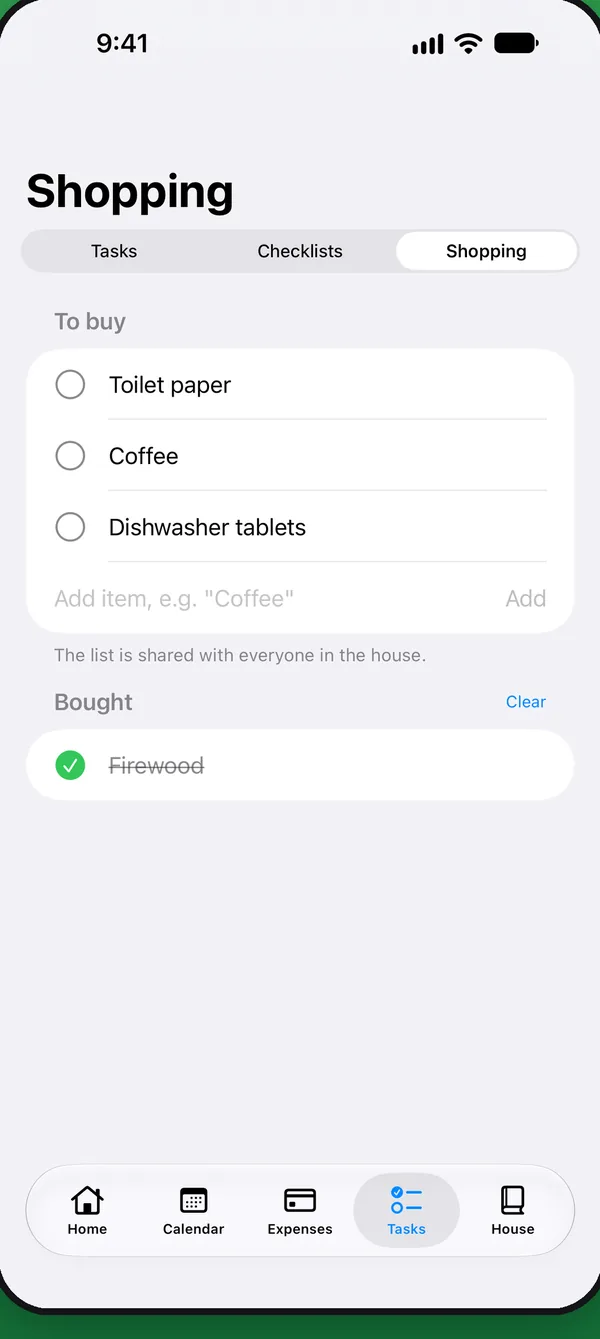 9:41
Shopping
Tasks Checklists Shopping
To buy
Toilet paper
Coffee
Dishwasher tablets
Add item, e.g. "Coffee" Add
The list is shared with everyone in the house.
Bought Clear
Firewood
Home Calendar Expenses Tasks House